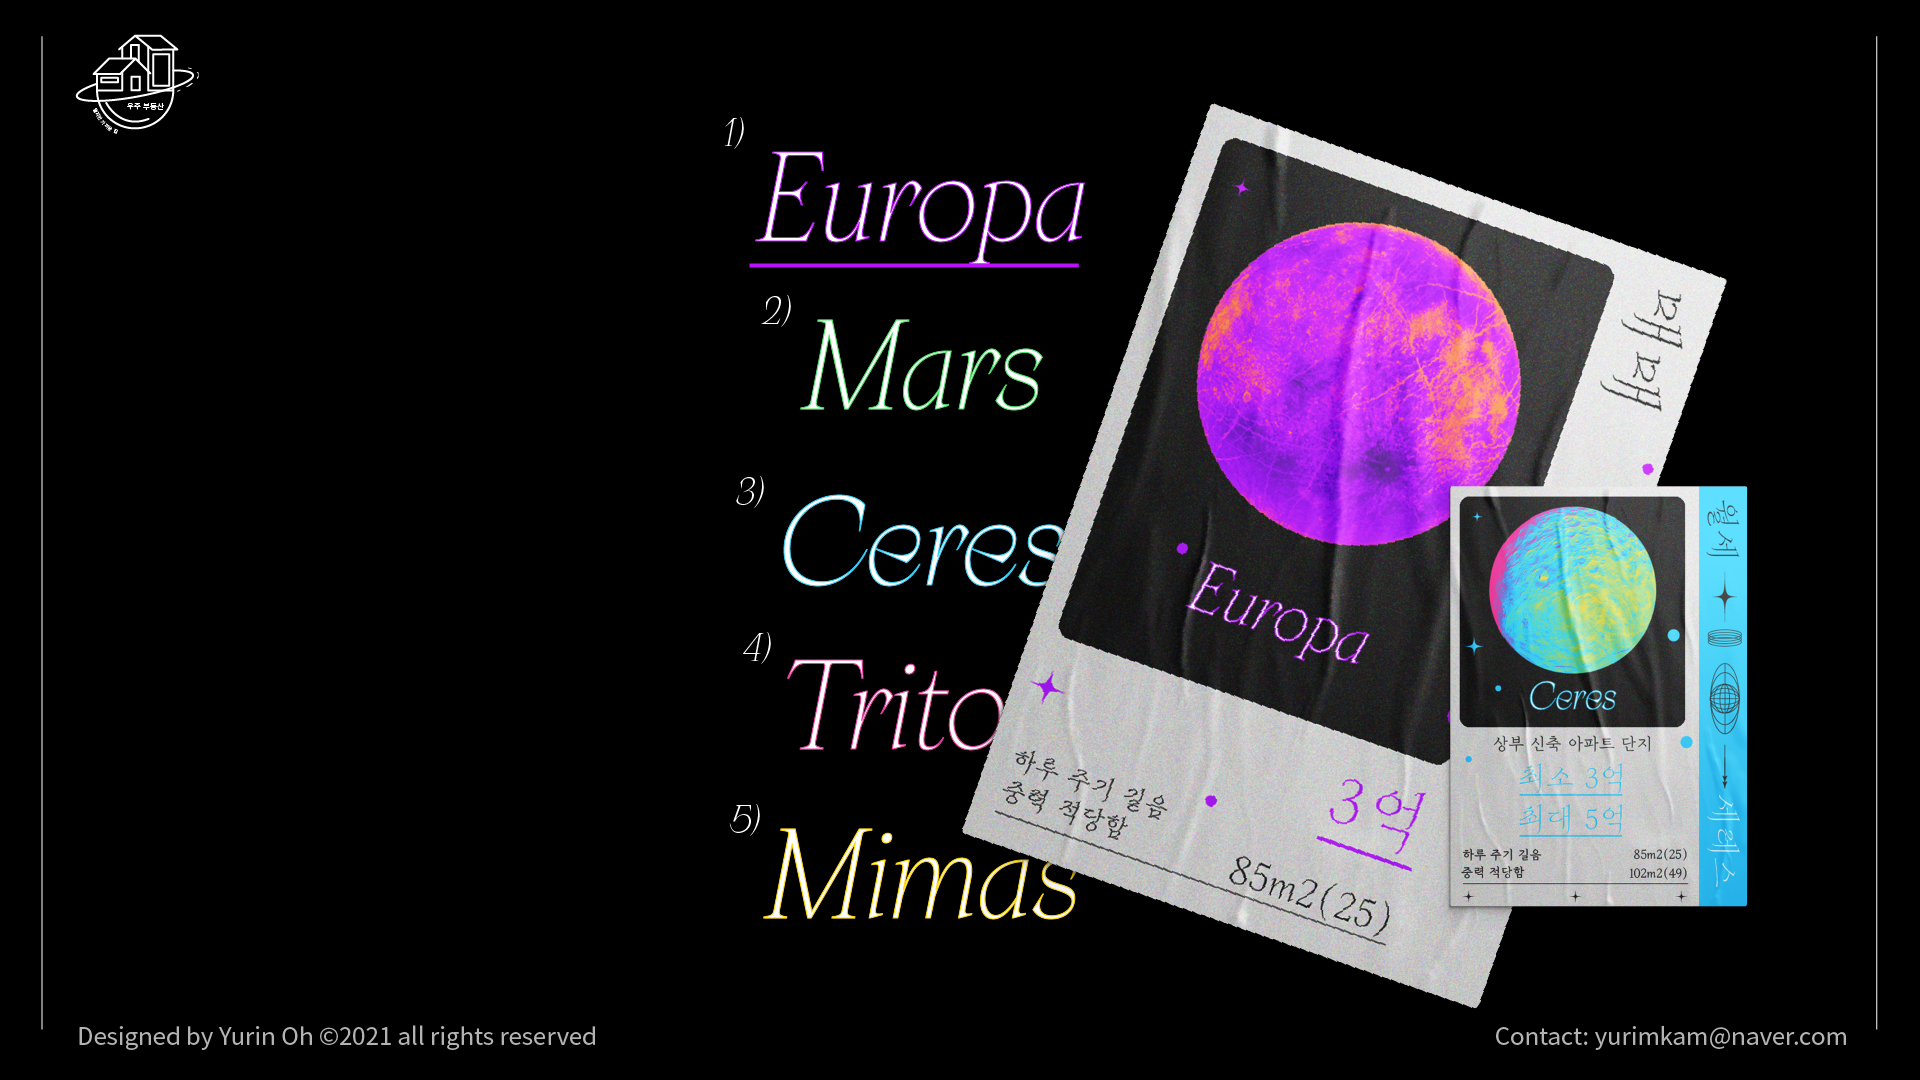 우주 부동산
1)
Europa
2)
Mars
3)
Ceres
4)
Trito
5)
Mimas
매매
Europa
하루 주기 길음
중력 적당함
3억
85m2(25)
월세
세레스
Ceres
상부 신축 아파트 단지
최소 3억
최대 5억
하루 주기 길음
85m2(25)
중력 적당함
102m2(49)
Designed by Yurin Oh ©2021 all rights reserved
Contact: yurimkam@naver.com